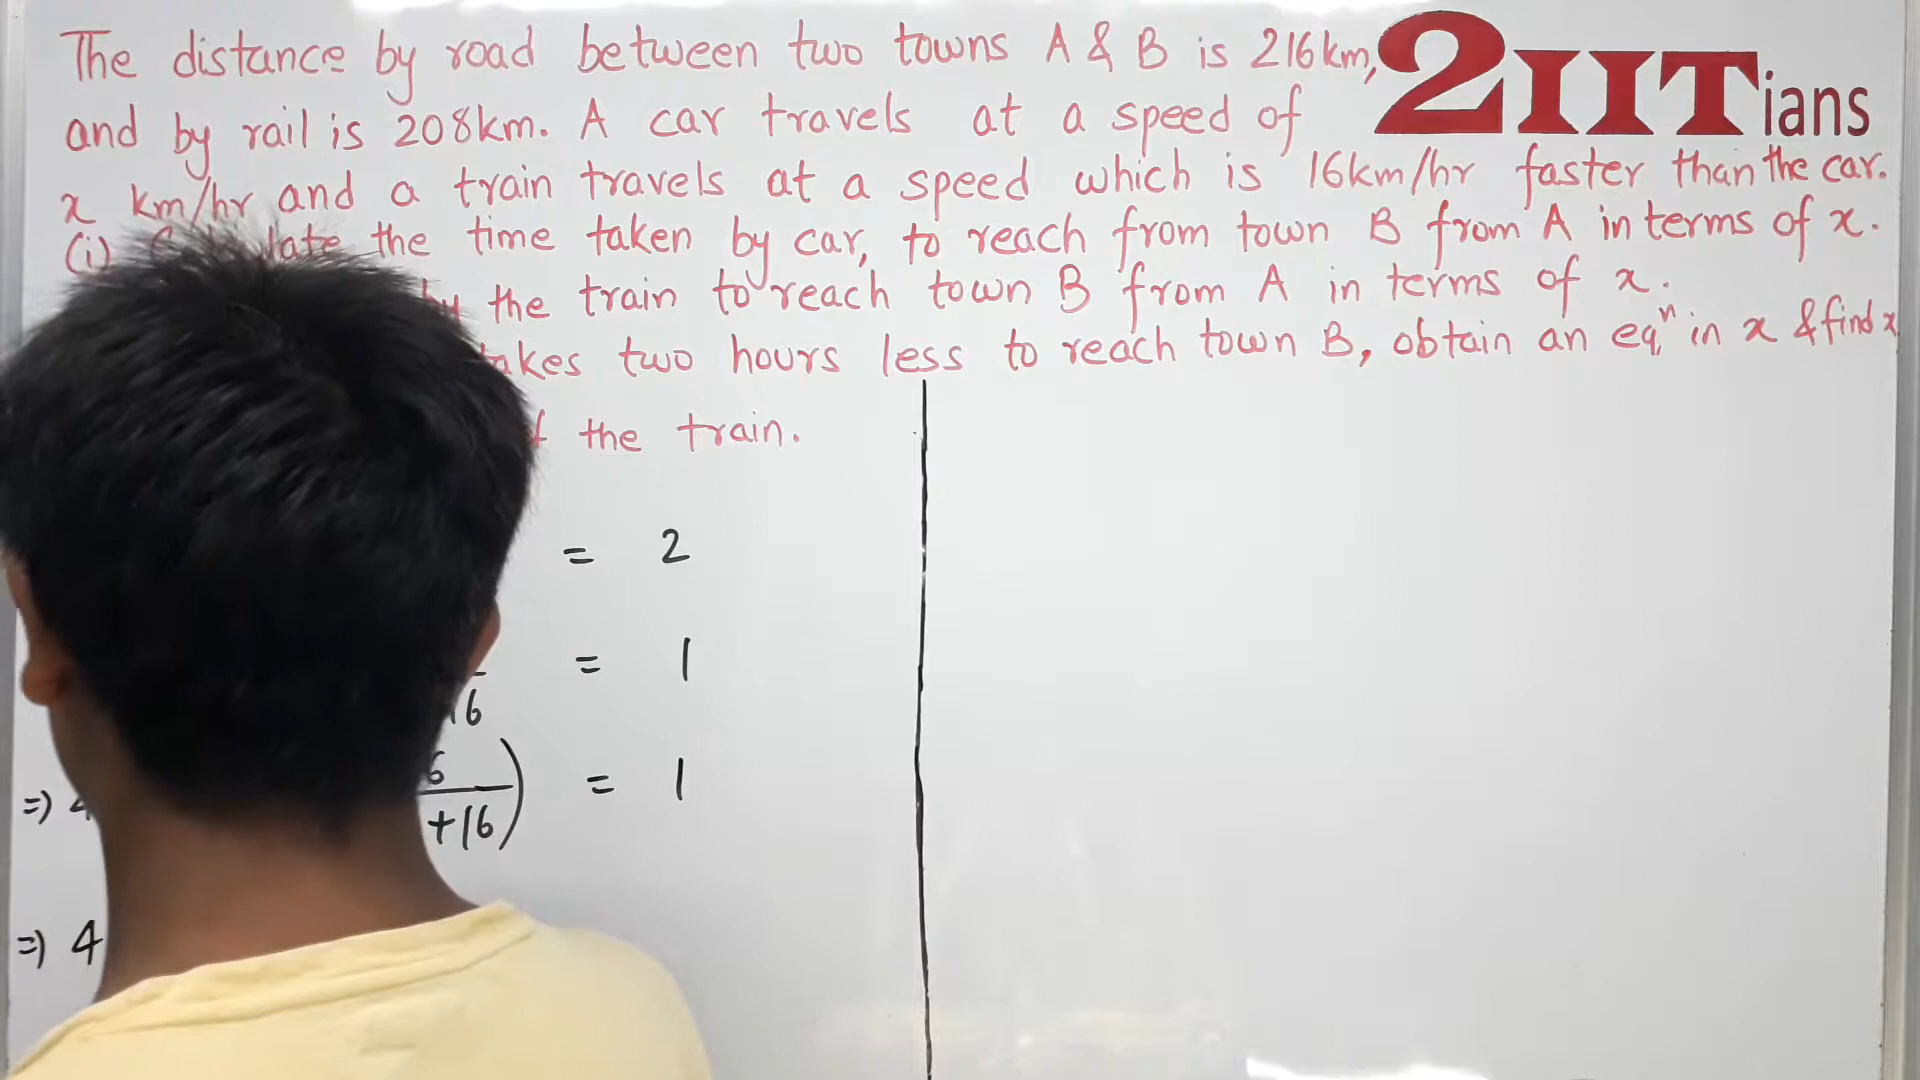 The distance by road between two towns A & B is 216km,
2IITians
and by rail is 208km. A car travels at a speed of
x km/hr and a train travels at a speed which is 16km/hr faster than the car.
(i) the time taken by car, to reach from town B from A in terms of x.
by the train to reach town B from A in terms of x.
two hours less to reach town B, obtain an eqⁿ in x & find x
the train.
= 2
16 = 1
=) +16) = 1
=) 4